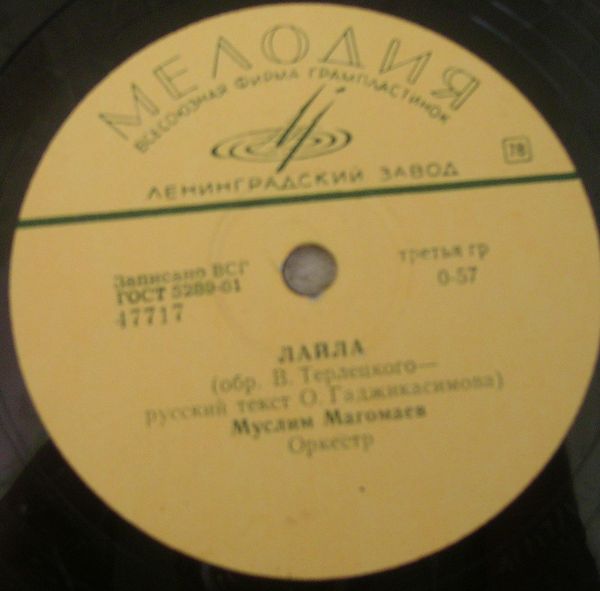 МЕЛОДИЯ
ВСЕСОЮЗНАЯ ФИРМА ГРАМПЛАСТИНОК
78
ЛЕНИНГРАДСКИЙ ЗАВОД
Записано ВСГ
ГОСТ 5289-61
47717
третья гр
0-57
ЛАЙЛА
(обр. В. Терлецкого—
русский текст О. Гаджикасимова)
Муслим Магомаев
Оркестр